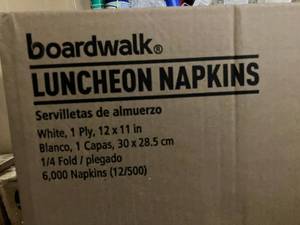 boardwalk®
LUNCHEON NAPKINS
Servilletas de almuerzo
White, 1 Ply, 12 x 11 in
Blanco, 1 Capas, 30 x 28.5 cm
1/4 Fold / plegado
6,000 Napkins (12/500)